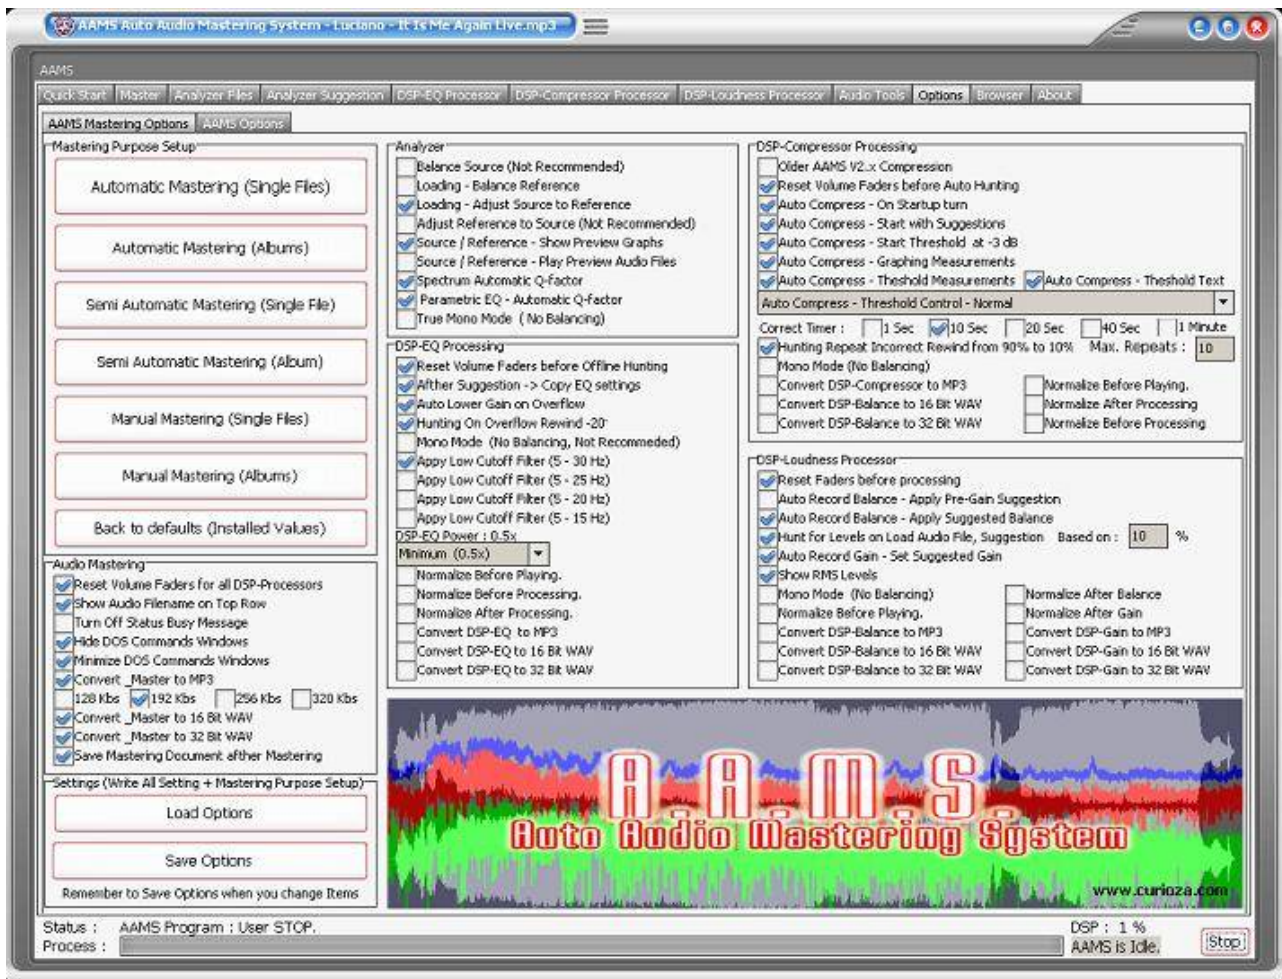 AAMS Auto Audio Mastering System - Luciano - It Is Me Again Live.mp3
AAMS
Quick Start Master Analyzer Files Analyzer Suggestion DSP-EQ Processor DSP-Compressor Processor DSP-Loudness Processor Audio Tools Options Browser About
AAMS Mastering Options AAMS Options
Mastering Purpose Setup
Automatic Mastering (Single Files)
Automatic Mastering (Albums)
Semi Automatic Mastering (Single File)
Semi Automatic Mastering (Album)
Manual Mastering (Single Files)
Manual Mastering (Albums)
Back to defaults (Installed Values)
Audio Mastering
Reset Volume Faders for all DSP-Processors
Show Audio Filename on Top Row
Turn Off Status Busy Message
Hide DOS Commands Windows
Minimize DOS Commands Windows
Convert _Master to MP3
128 Kbs 192 Kbs 256 Kbs 320 Kbs
Convert _Master to 16 Bit WAV
Convert _Master to 32 Bit WAV
Save Mastering Document afther Mastering
Settings (Write All Setting + Mastering Purpose Setup)
Load Options
Save Options
Remember to Save Options when you change Items
Analyzer
Balance Source (Not Recommended)
Loading - Balance Reference
Loading - Adjust Source to Reference
Adjust Reference to Source (Not Recommended)
Source / Reference - Show Preview Graphs
Source / Reference - Play Preview Audio Files
Spectrum Automatic Q-factor
Parametric EQ - Automatic Q-factor
True Mono Mode ( No Balancing)
DSP-EQ Processing
Reset Volume Faders before Offline Hunting
Afther Suggestion -> Copy EQ settings
Auto Lower Gain on Overflow
Hunting On Overflow Rewind -20
Mono Mode (No Balancing, Not Recommeded)
Appy Low Cutoff Filter (5 - 30 Hz)
Appy Low Cutoff Filter (5 - 25 Hz)
Appy Low Cutoff Filter (5 - 20 Hz)
Appy Low Cutoff Filter (5 - 15 Hz)
DSP-EQ Power : 0.5x
Minimum (0.5x)
Normalize Before Playing.
Normalize Before Processing.
Normalize After Processing.
Convert DSP-EQ to MP3
Convert DSP-EQ to 16 Bit WAV
Convert DSP-EQ to 32 Bit WAV
DSP-Compressor Processing
Older AAMS V2.x Compression
Reset Volume Faders before Auto Hunting
Auto Compress - On Startup turn
Auto Compress - Start with Suggestions
Auto Compress - Start Threshold at -3 dB
Auto Compress - Graphing Measurements
Auto Compress - Theshold Measurements Auto Compress - Theshold Text
Auto Compress - Threshold Control - Normal
Correct Timer : 1 Sec 10 Sec 20 Sec 40 Sec 1 Minute
Hunting Repeat Incorrect Rewind from 90% to 10% Max. Repeats : 10
Mono Mode (No Balancing)
Convert DSP-Compressor to MP3 Normalize Before Playing.
Convert DSP-Balance to 16 Bit WAV Normalize After Processing
Convert DSP-Balance to 32 Bit WAV Normalize Before Processing
DSP-Loudness Processor
Reset Faders before processing
Auto Record Balance - Apply Pre-Gain Suggestion
Auto Record Balance - Apply Suggested Balance
Hunt for Levels on Load Audio File, Suggestion Based on : 10 %
Auto Record Gain - Set Suggested Gain
Show RMS Levels
Mono Mode (No Balancing) Normalize After Balance
Normalize Before Playing. Normalize After Gain
Convert DSP-Balance to MP3 Convert DSP-Gain to MP3
Convert DSP-Balance to 16 Bit WAV Convert DSP-Gain to 16 Bit WAV
Convert DSP-Balance to 32 Bit WAV Convert DSP-Gain to 32 Bit WAV
A.A.M.S.
Auto Audio Mastering System
www.curioza.com
Status : AAMS Program : User STOP.
DSP : 1 %
Process :
AAMS is Idle.
Stop